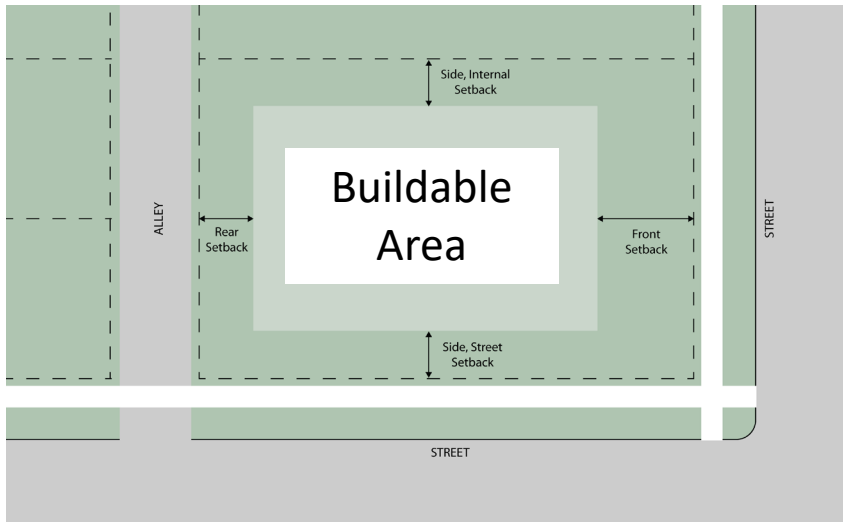 Side, Internal
Setback
Buildable
Area
ALLEY
Rear
Setback
Front
Setback
STREET
Side, Street
Setback
STREET